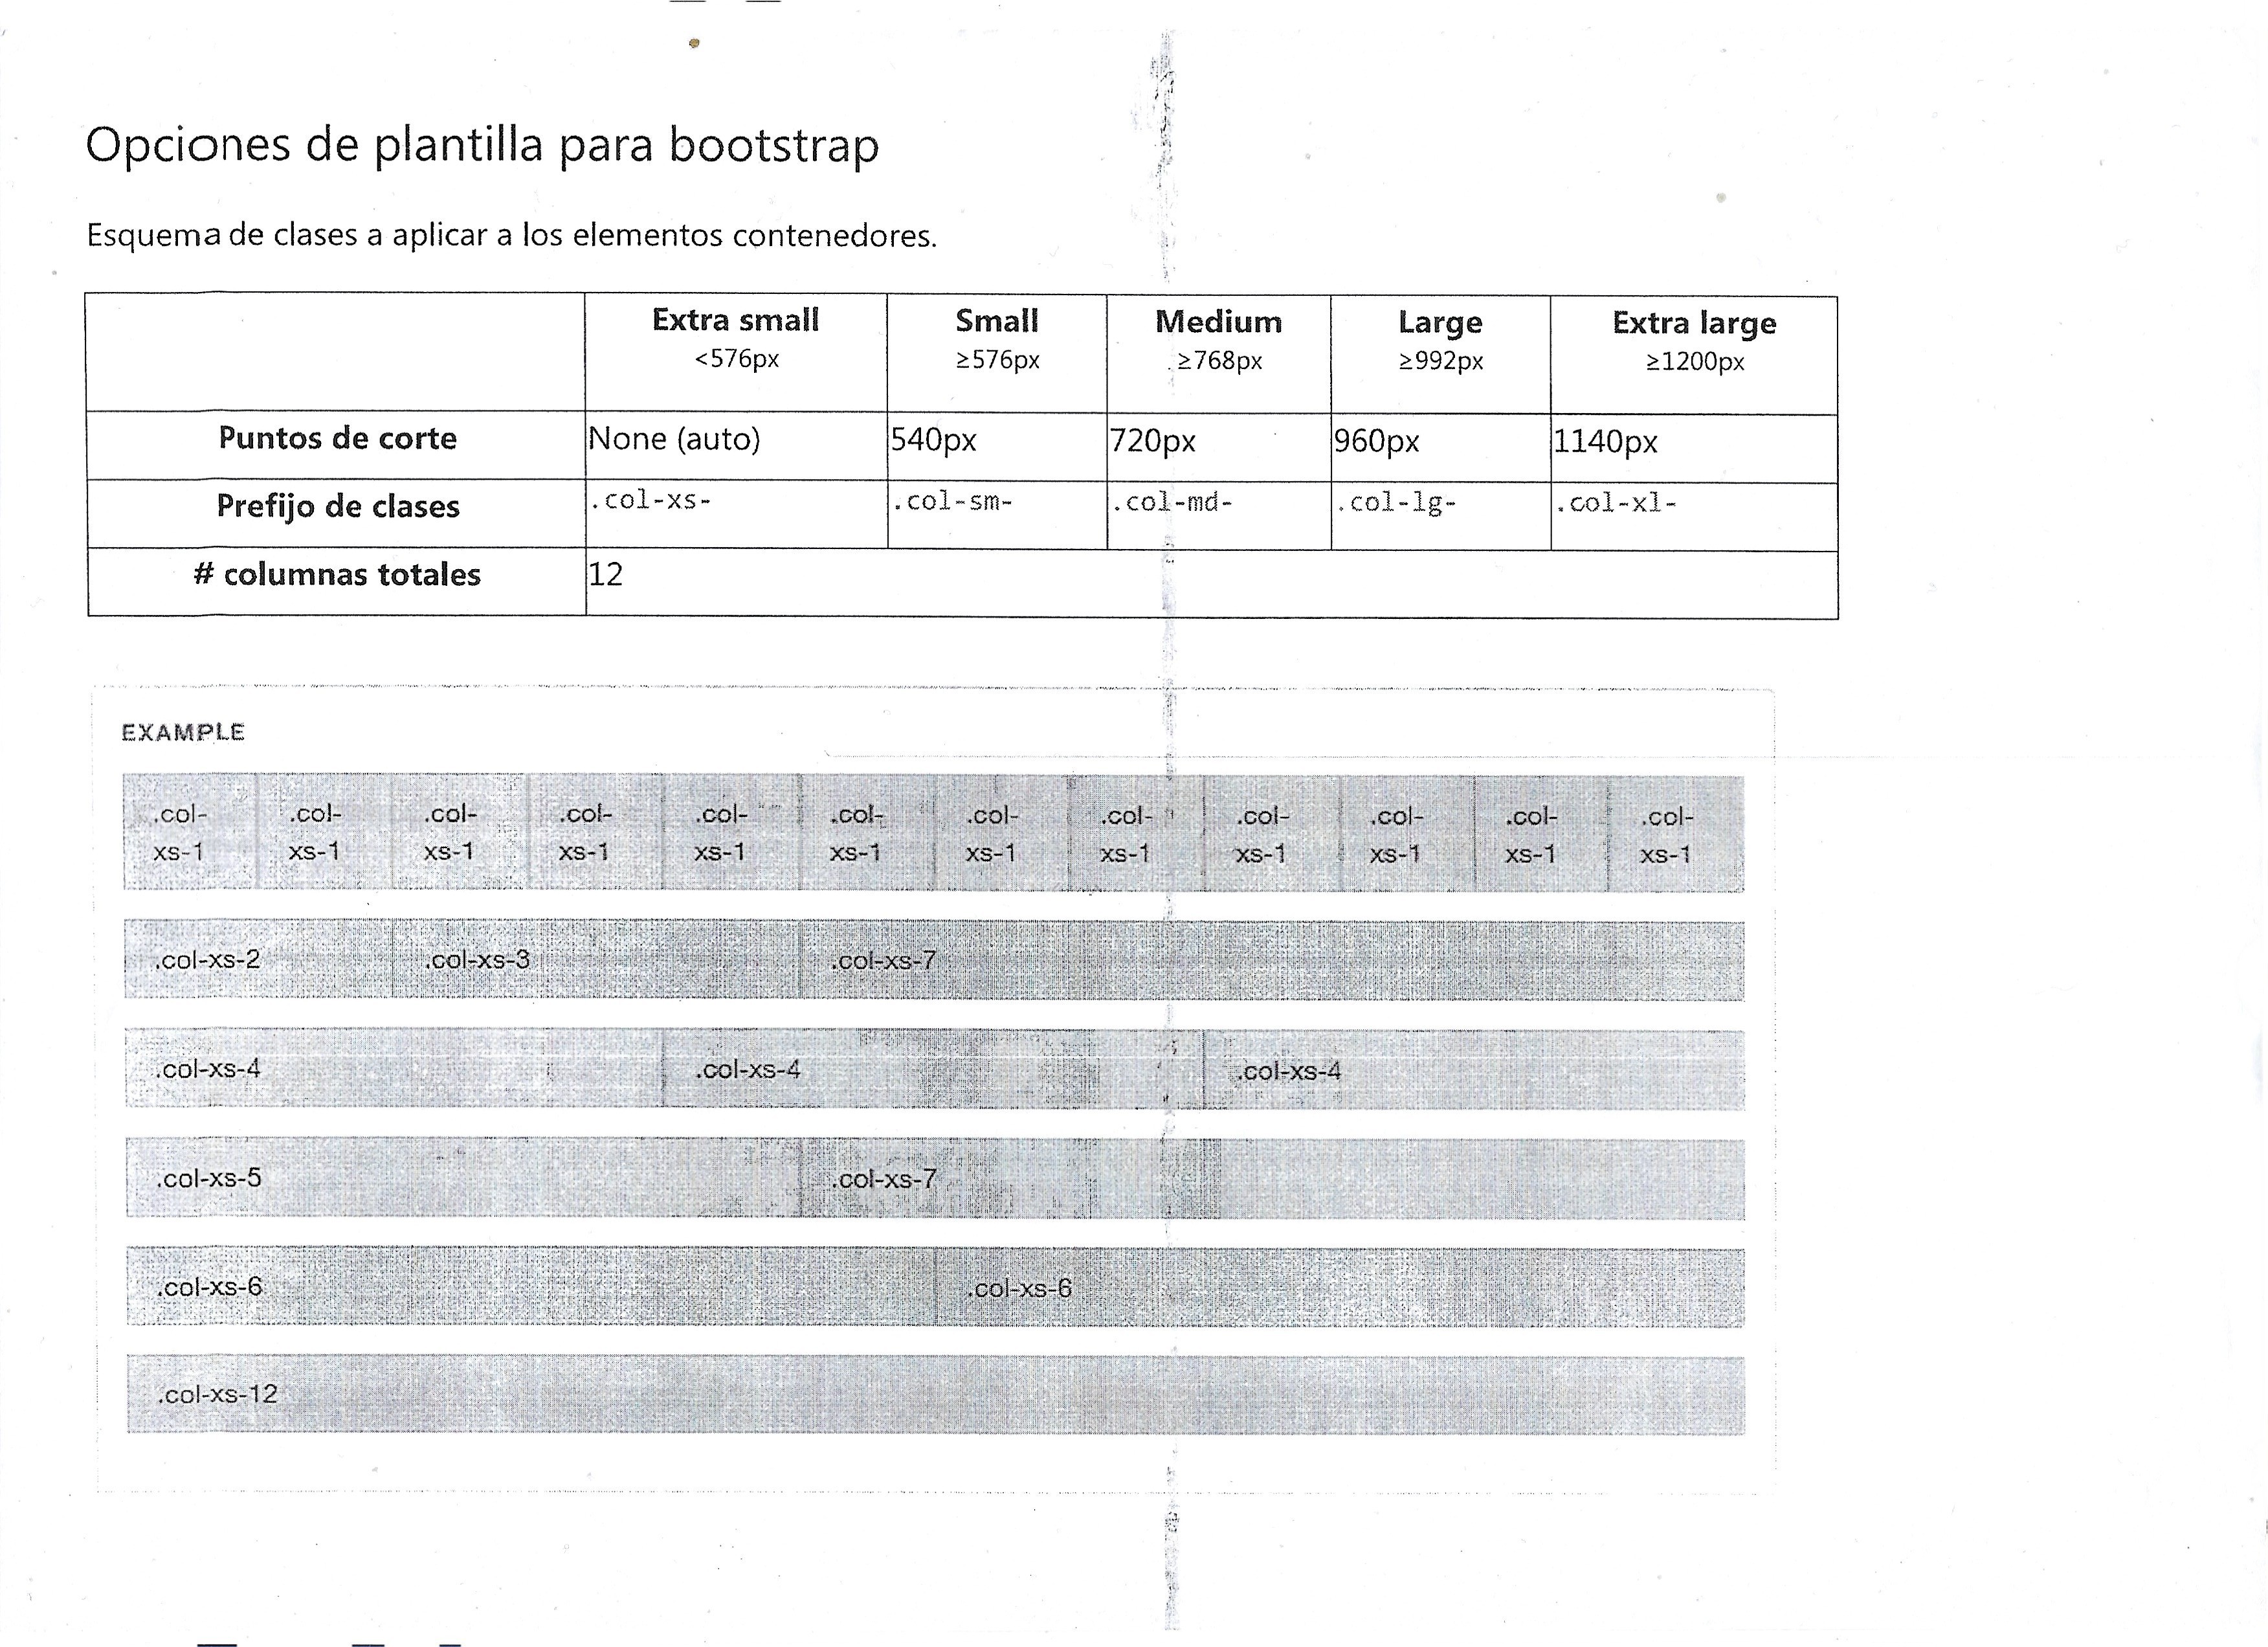 Opciones de plantilla para bootstrap
Esquema de clases a aplicar a los elementos contenedores.
Extra small Small Medium Large Extra large
<576px ≥576px ≥768px ≥992px ≥1200px
Puntos de corte None (auto) 540px 720px 960px 1140px
Prefijo de clases .col-xs- .col-sm- .col-md- .col-lg- .col-xl-
# columnas totales 12
EXAMPLE
.col- .col- .col- .col- .col- .col- .col- .col- .col- .col- .col- .col-
xs-1 xs-1 xs-1 xs-1 xs-1 xs-1 xs-1 xs-1 xs-1 xs-1 xs-1 xs-1
.col-xs-2 .col-xs-3 .col-xs-7
.col-xs-4 .col-xs-4 .col-xs-4
.col-xs-5 .col-xs-7
.col-xs-6 .col-xs-6
.col-xs-12